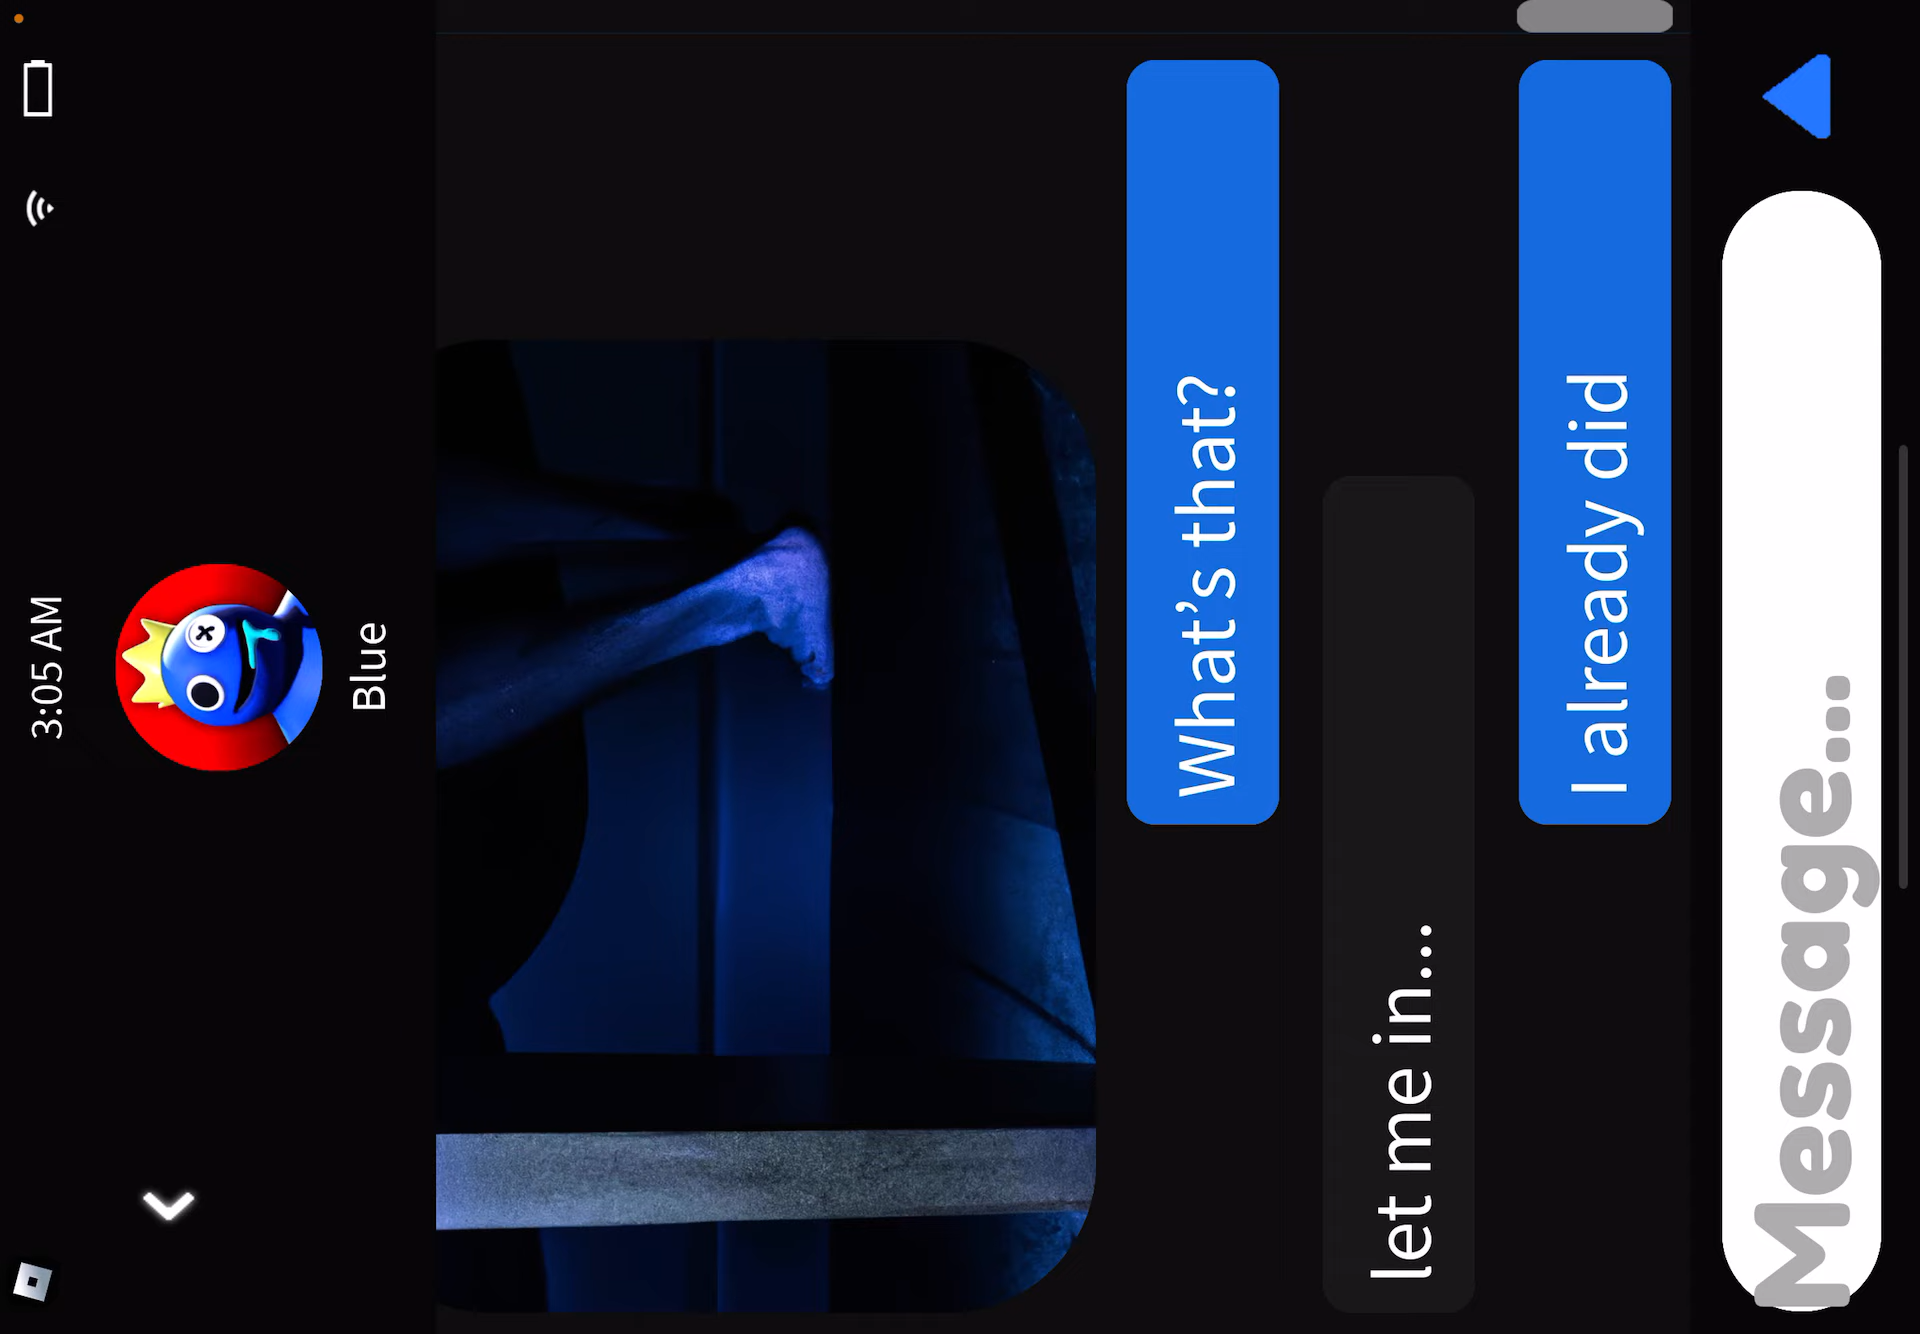 3:05 AM
Blue
What's that?
let me in...
I already did
Message...